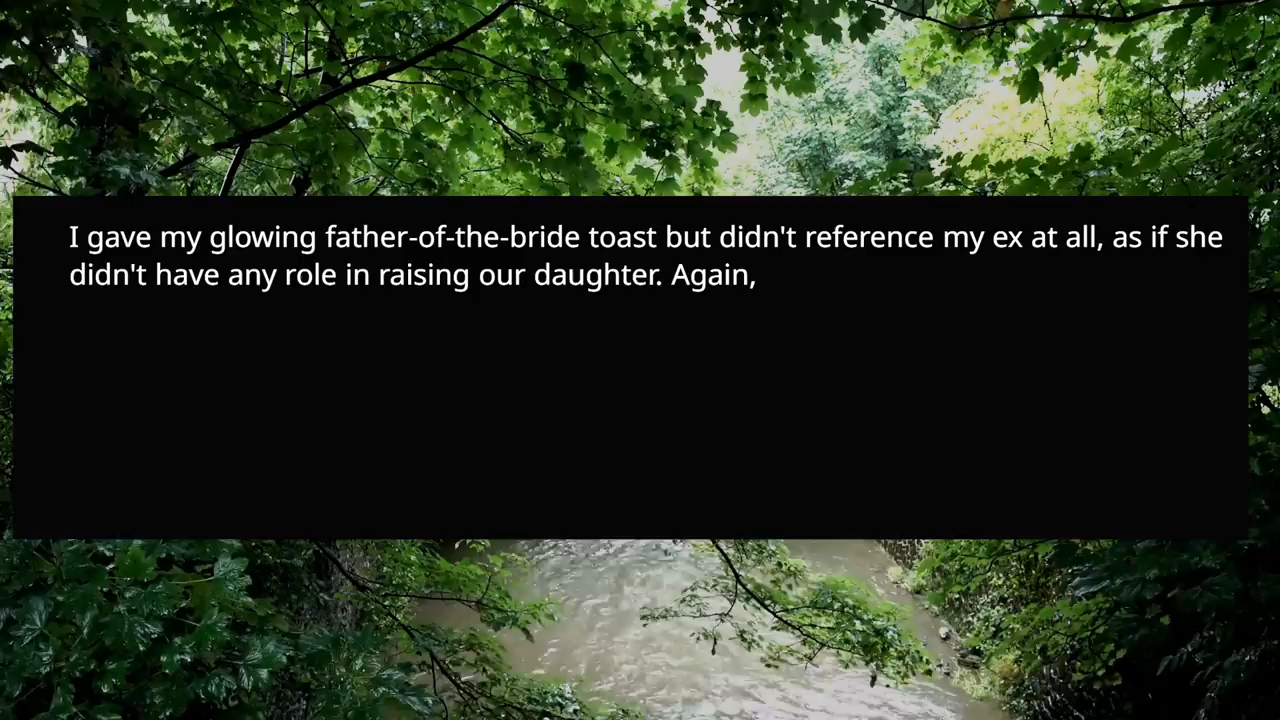 I gave my glowing father-of-the-bride toast but didn't reference my ex at all, as if she
didn't have any role in raising our daughter. Again,